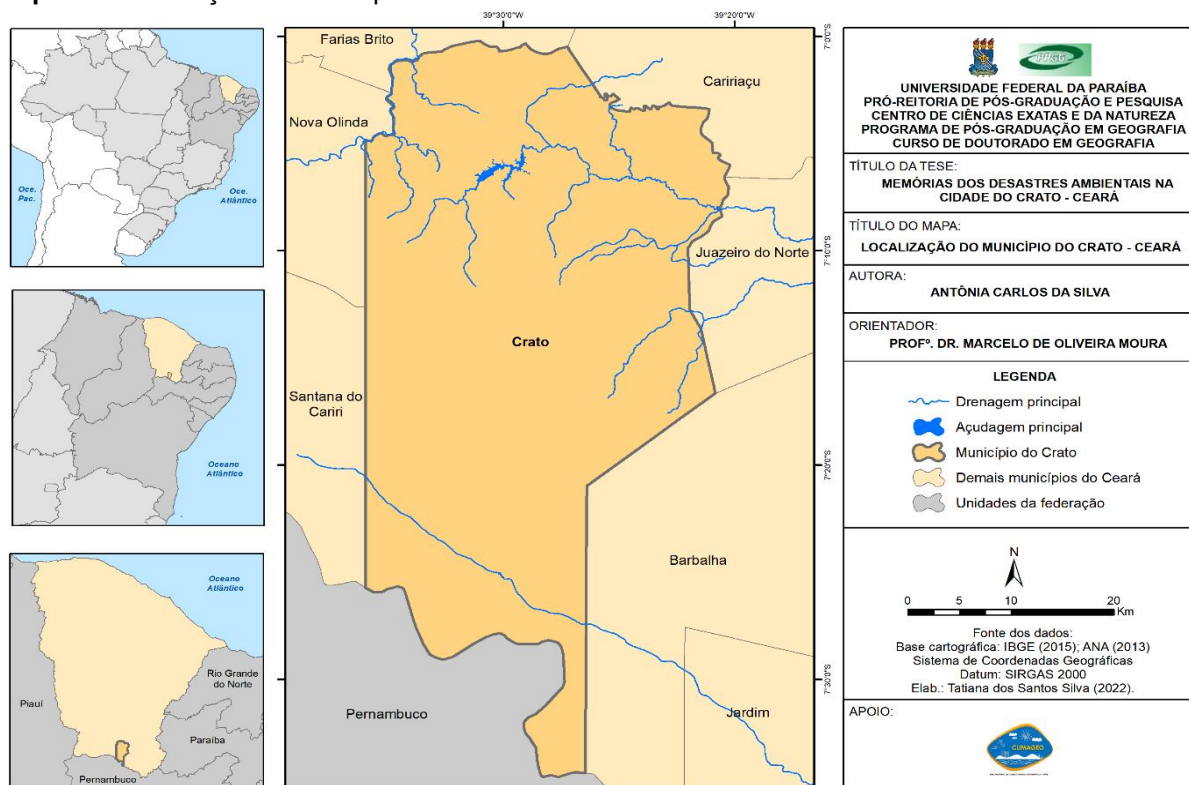 39°30'0"W
39°20'0"W
Oce. Pac.
Oce. Atlântico
Oceano Atlântico
Oceano Atlântico
Piauí
Rio Grande do Norte
Paraíba
Pernambuco
7°0'0"S
7°10'0"S
7°20'0"S
7°30'0"S
Farias Brito
Caririaçu
Nova Olinda
Juazeiro do Norte
Crato
Santana do Cariri
Barbalha
Pernambuco
Jardim
PPGG
UNIVERSIDADE FEDERAL DA PARAÍBA
PRÓ-REITORIA DE PÓS-GRADUAÇÃO E PESQUISA
CENTRO DE CIÊNCIAS EXATAS E DA NATUREZA
PROGRAMA DE PÓS-GRADUAÇÃO EM GEOGRAFIA
CURSO DE DOUTORADO EM GEOGRAFIA
TÍTULO DA TESE:
MEMÓRIAS DOS DESASTRES AMBIENTAIS NA
CIDADE DO CRATO - CEARÁ
TÍTULO DO MAPA:
LOCALIZAÇÃO DO MUNICÍPIO DO CRATO - CEARÁ
AUTORA:
ANTÔNIA CARLOS DA SILVA
ORIENTADOR:
PROFº. DR. MARCELO DE OLIVEIRA MOURA
LEGENDA
Drenagem principal
Açudagem principal
Município do Crato
Demais municípios do Ceará
Unidades da federação
N
0 5 10 20
Km
Fonte dos dados:
Base cartográfica: IBGE (2015); ANA (2013)
Sistema de Coordenadas Geográficas
Datum: SIRGAS 2000
Elab.: Tatiana dos Santos Silva (2022).
APOIO:
CLIMAGEO